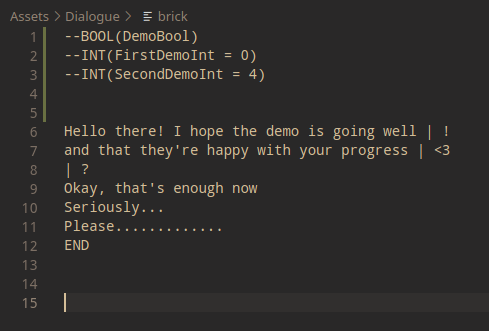 Assets > Dialogue > brick
1 --BOOL(DemoBool)
2 --INT(FirstDemoInt = 0)
3 --INT(SecondDemoInt = 4)
4
5
6 Hello there! I hope the demo is going well | !
7 and that they're happy with your progress | <3
8 | ?
9 Okay, that's enough now
10 Seriously...
11 Please.............
12 END
13
14
15